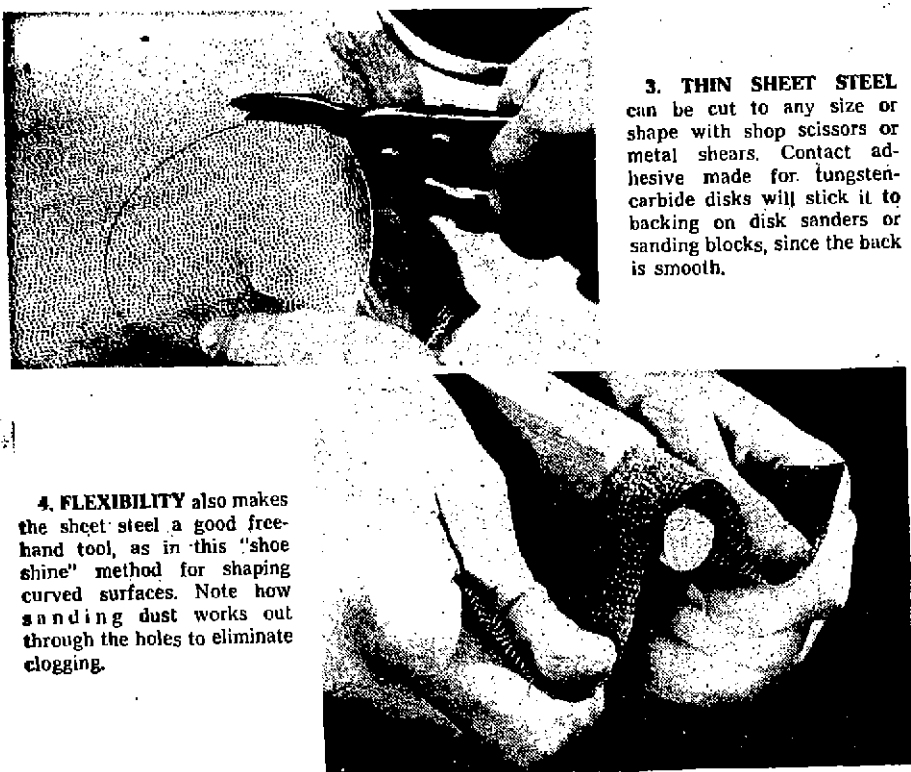 3. THIN SHEET STEEL
can be cut to any size or
shape with shop scissors or
metal shears. Contact ad-
hesive made for tungsten-
carbide disks will stick it to
backing on disk sanders or
sanding blocks, since the back
is smooth.
4. FLEXIBILITY also makes
the sheet steel a good free-
hand tool, as in this "shoe
shine" method for shaping
curved surfaces. Note how
sanding dust works out
through the holes to eliminate
clogging.